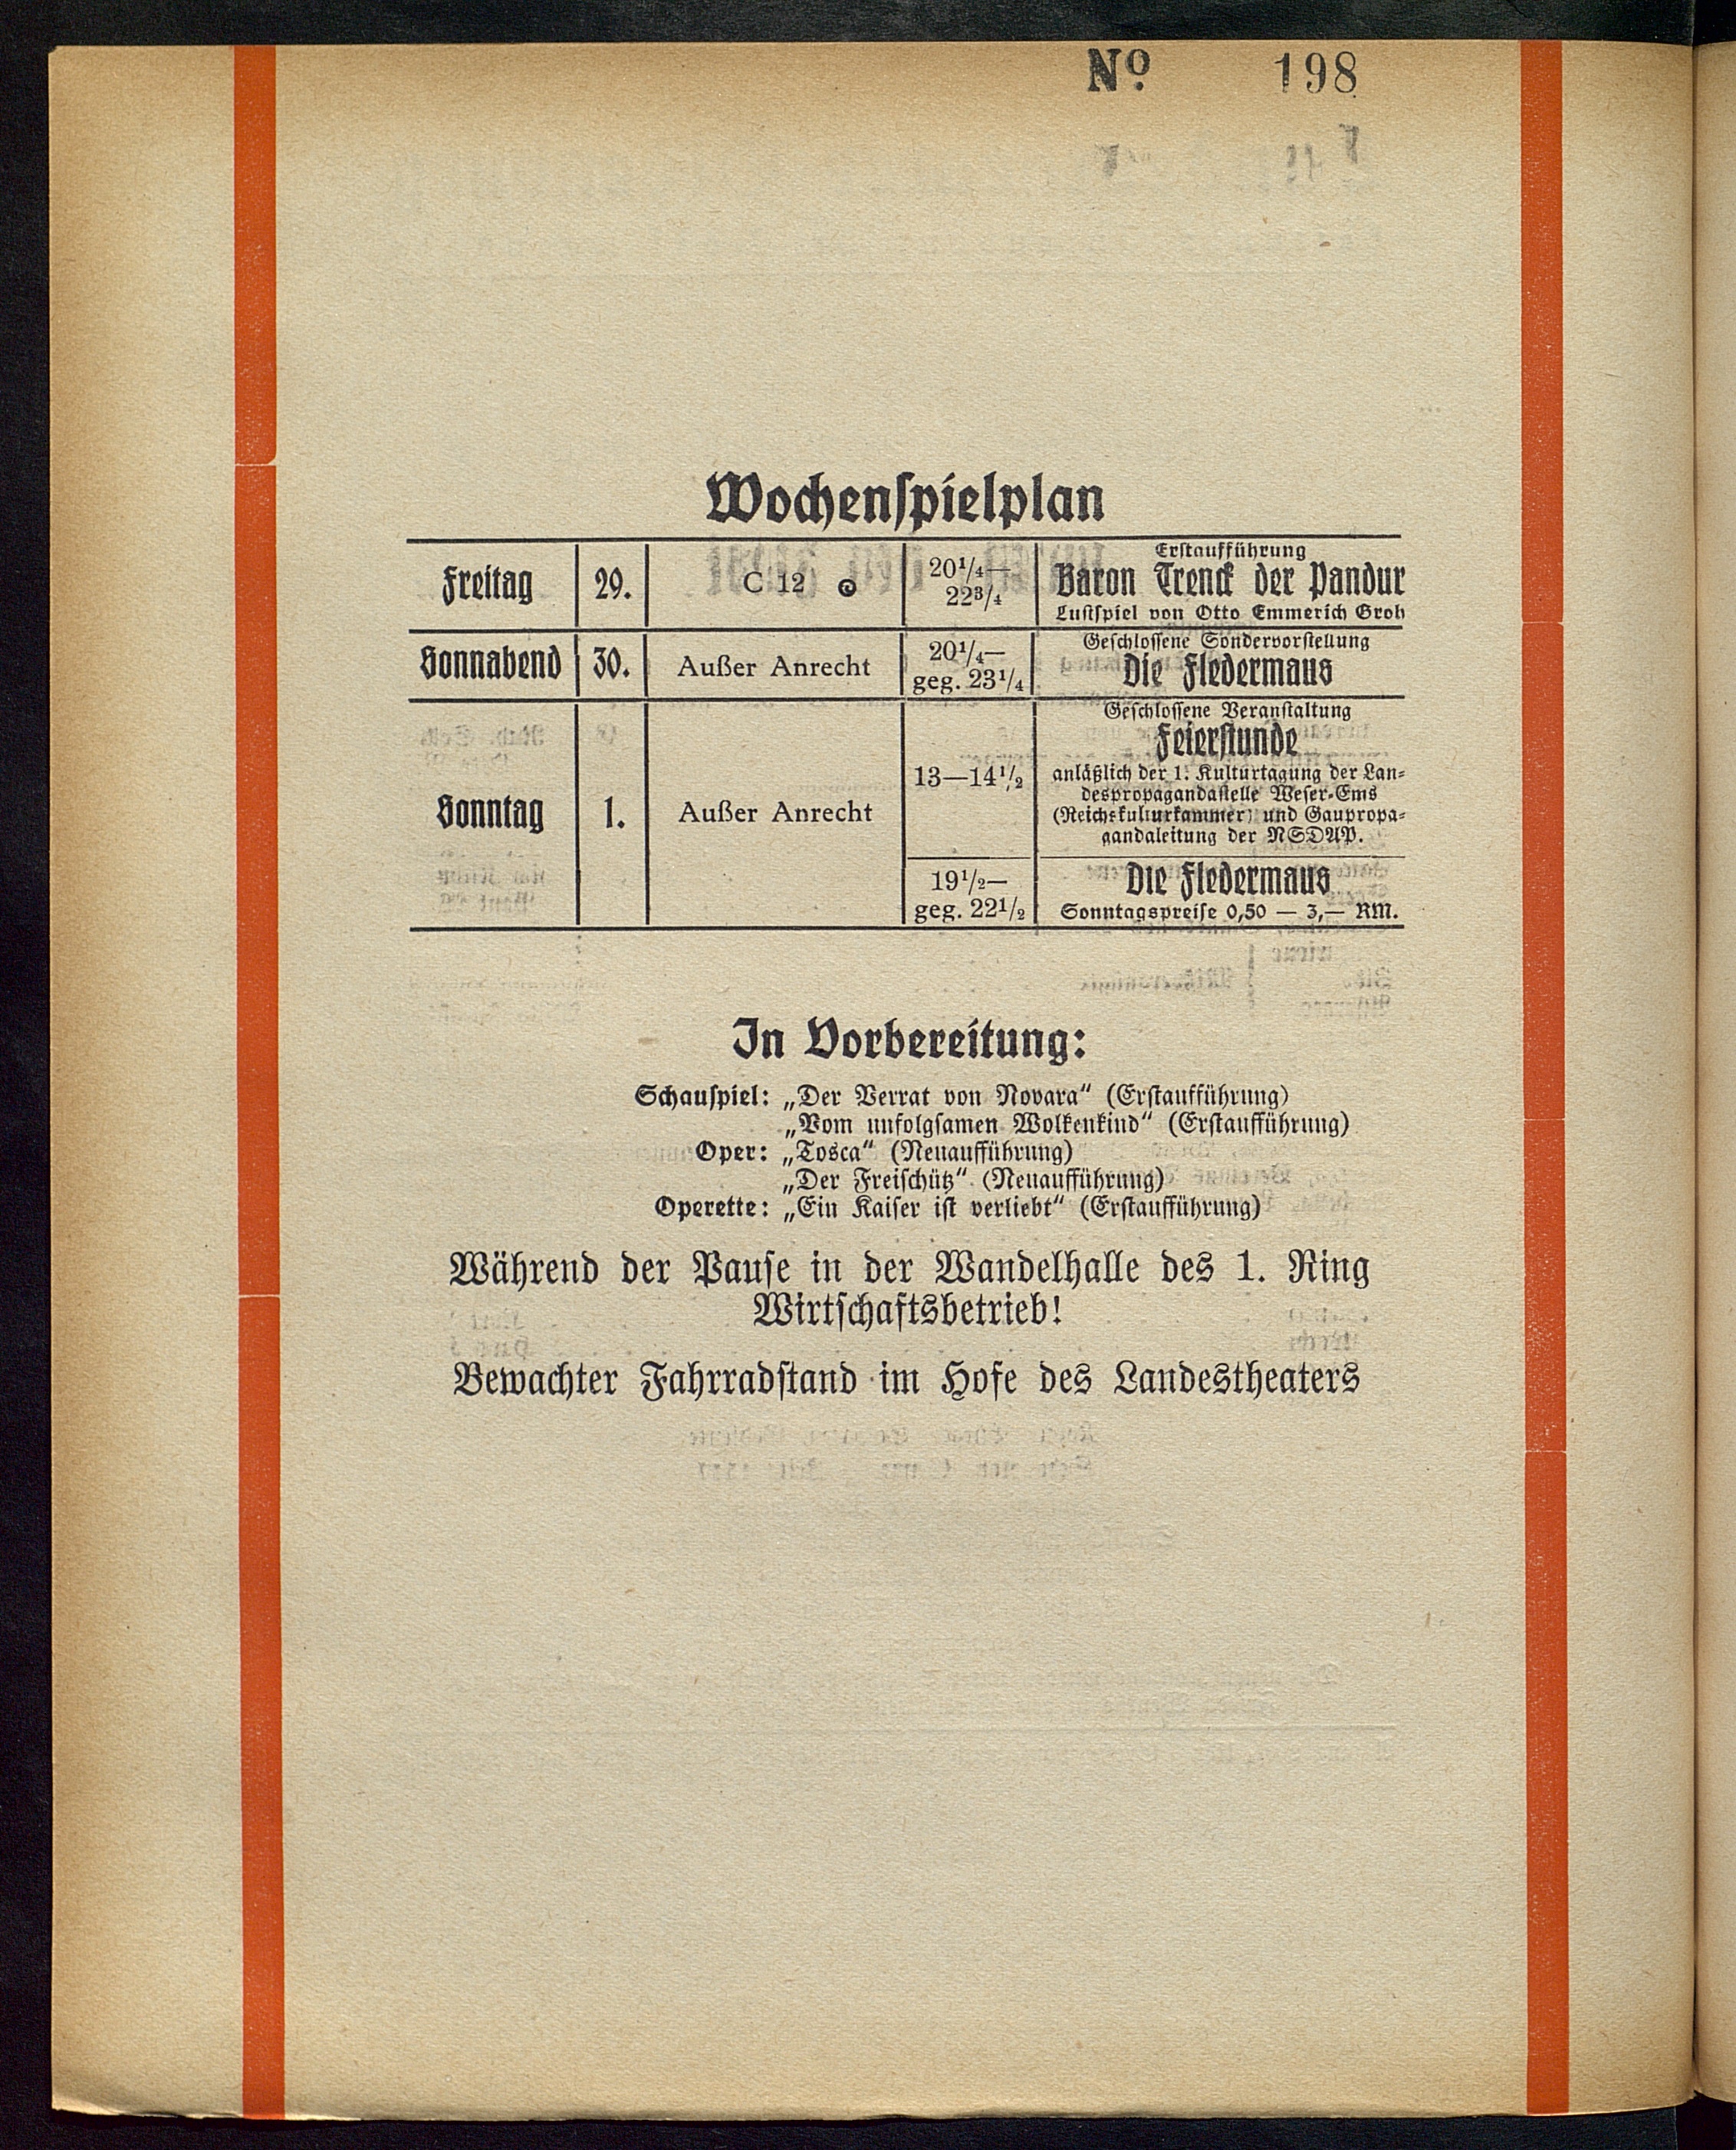 Nº 198
Wochenspielplan
Freitag 29. C 12 20¹/₄— 22³/₄ Erstaufführung
Baron Trenck der Pandur
Lustspiel von Otto Emmerich Groh
Sonnabend 30. Außer Anrecht 20¹/₄— geg. 23¹/₄ Geschlossene Sondervorstellung
Die Fledermaus
Sonntag 1. Außer Anrecht 13—14¹/₂ Geschlossene Veranstaltung
Feierstunde
anläßlich der 1. Kulturtagung der Lan-
despropagandastelle Weser-Ems
(Reichskulturkammer) und Gaupropa-
gandaleitung der NSDAP.
19¹/₂— geg. 22¹/₂ Die Fledermaus
Sonntagspreise 0,50 — 3,— RM.
In Vorbereitung:
Schauspiel: „Der Verrat von Novara“ (Erstaufführung)
„Vom unfolgsamen Wolkenkind“ (Erstaufführung)
Oper: „Tosca“ (Neuaufführung)
„Der Freischütz“ (Neuaufführung)
Operette: „Ein Kaiser ist verliebt“ (Erstaufführung)
Während der Pause in der Wandelhalle des 1. Ring
Wirtschaftsbetrieb!
Bewachter Fahrradstand im Hofe des Landestheaters